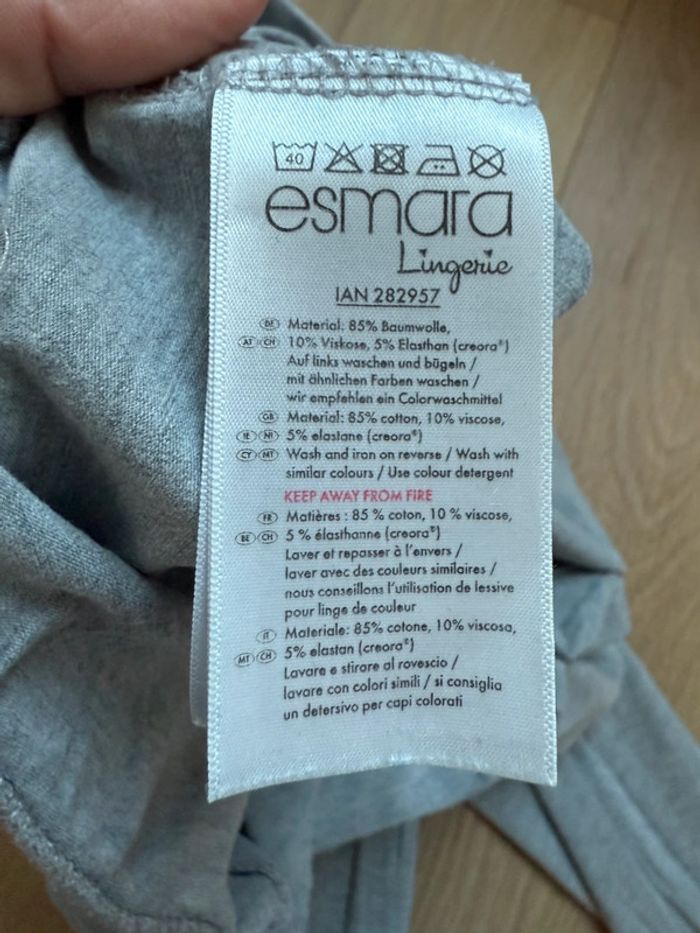 40
esmara
Lingerie
IAN 282957
DE Material: 85% Baumwolle,
AT CH 10% Viskose, 5% Elasthan (creora®)
Auf links waschen und bügeln /
mit ähnlichen Farben waschen /
wir empfehlen ein Colorwaschmittel
GB Material: 85% cotton, 10% viscose,
IE NI 5% elastane (creora®)
CY MT Wash and iron on reverse / Wash with
similar colours / Use colour detergent
KEEP AWAY FROM FIRE
FR Matières : 85 % coton, 10 % viscose,
BE CH 5 % élasthanne (creora®)
Laver et repasser à l'envers /
laver avec des couleurs similaires /
nous conseillons l'utilisation de lessive
pour linge de couleur
IT Materiale: 85% cotone, 10% viscosa,
MT CH 5% elastan (creora®)
Lavare e stirare al rovescio /
lavare con colori simili / si consiglia
un detersivo per capi colorati